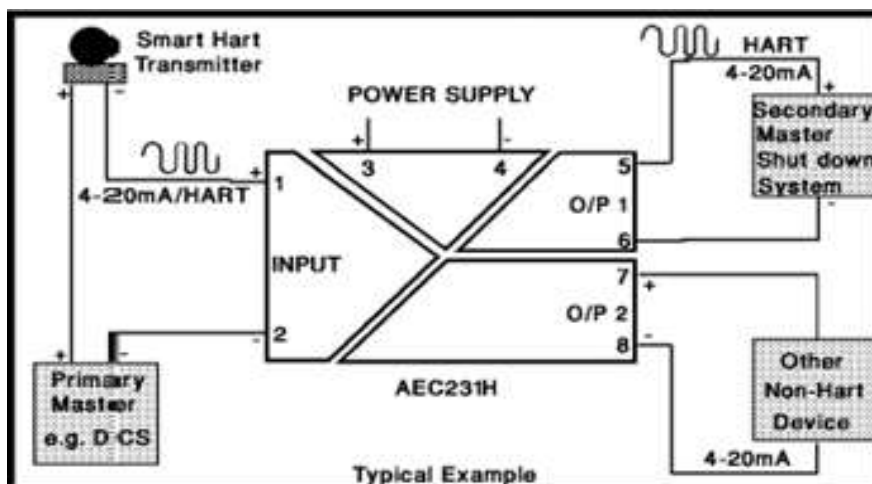 Smart Hart
Transmitter
HART
4-20mA
POWER SUPPLY
+
-
+
-
+
Secondary
Master
Shut down
System
-
+
1
3
4
5
4-20mA/HART
O/P 1
6
INPUT
7
+
O/P 2
2
-
8
-
+
-
Primary
Master
e.g. DCS
AEC231H
Other
Non-Hart
Device
4-20mA
Typical Example